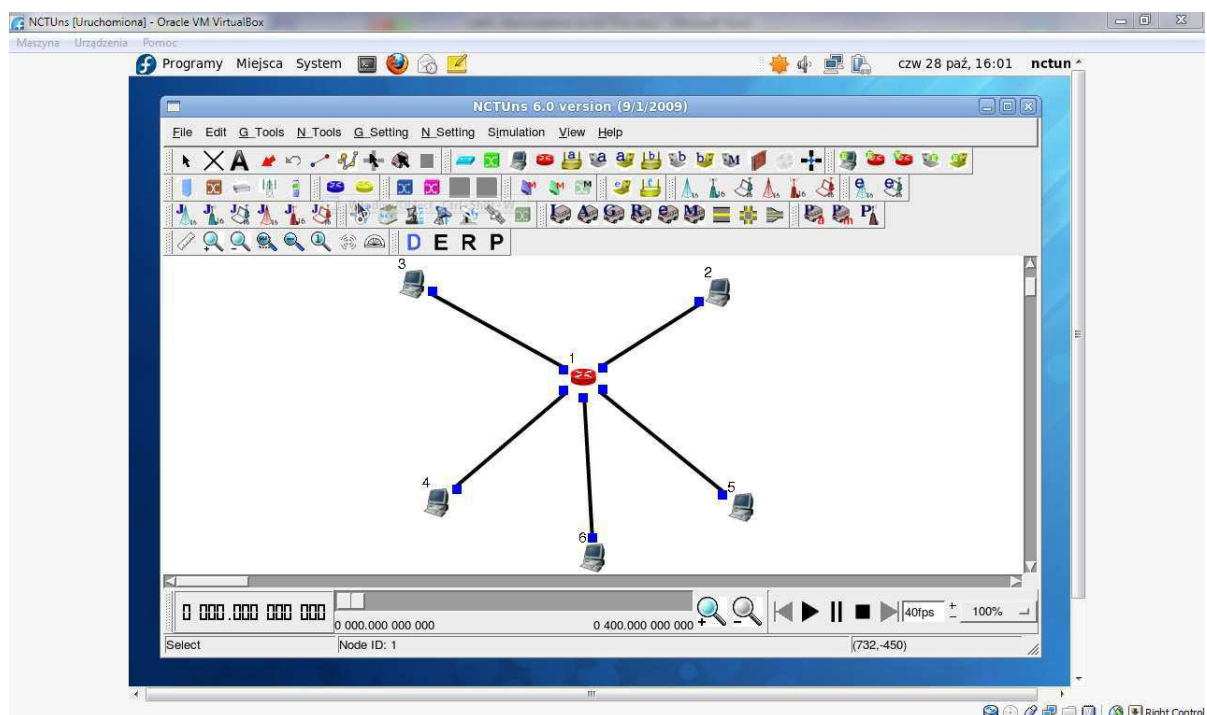 NCTUns [Uruchomiona] - Oracle VM VirtualBox
Maszyna Urządzenia Pomoc
Programy Miejsca System czw 28 paź, 16:01 nctun
NCTUns 6.0 version (9/1/2009)
File Edit G_Tools N_Tools G_Setting N_Setting Simulation View Help
D E R P
3
2
1
4
5
6
0 000.000 000 000
40fps
100%
0 000.000 000 000 0 400.000 000 000
Select Node ID: 1 (732,-450)
Right Control